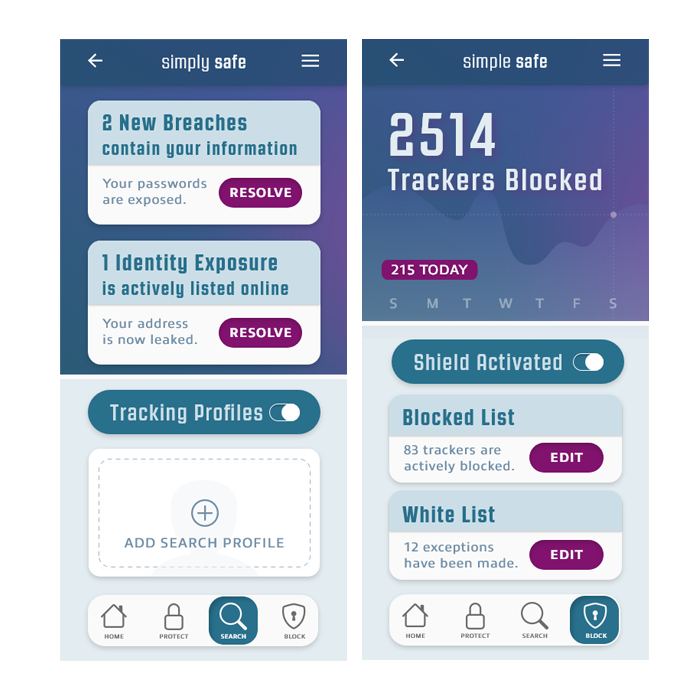 simply safe
2 New Breaches
contain your information
Your passwords
are exposed.
RESOLVE
1 Identity Exposure
is actively listed online
Your address
is now leaked.
RESOLVE
Tracking Profiles
ADD SEARCH PROFILE
HOME PROTECT SEARCH BLOCK
simple safe
2514
Trackers Blocked
215 TODAY
S M T W T F S
Shield Activated
Blocked List
83 trackers are
actively blocked.
EDIT
White List
12 exceptions
have been made.
EDIT
HOME PROTECT SEARCH BLOCK